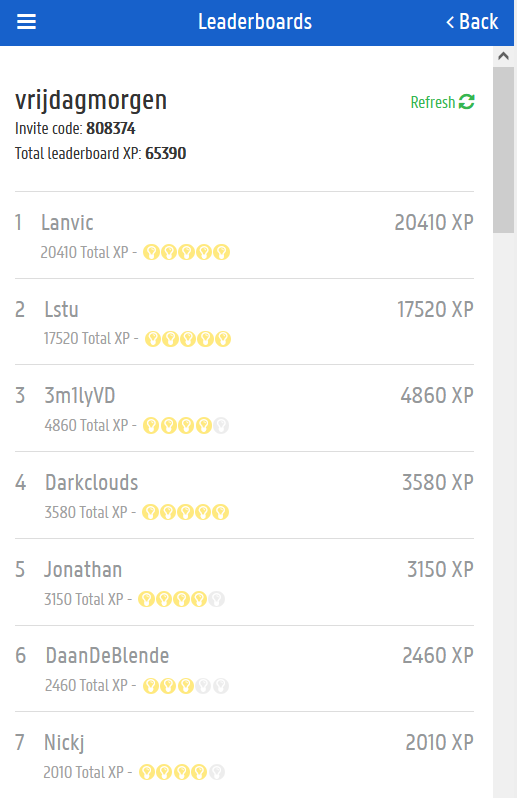 Leaderboards
< Back
vrijdagmorgen
Refresh
Invite code: 808374
Total leaderboard XP: 65390
1 Lanvic 20410 XP
20410 Total XP -
2 Lstu 17520 XP
17520 Total XP -
3 3m1lyVD 4860 XP
4860 Total XP -
4 Darkclouds 3580 XP
3580 Total XP -
5 Jonathan 3150 XP
3150 Total XP -
6 DaanDeBlende 2460 XP
2460 Total XP -
7 Nickj 2010 XP
2010 Total XP -